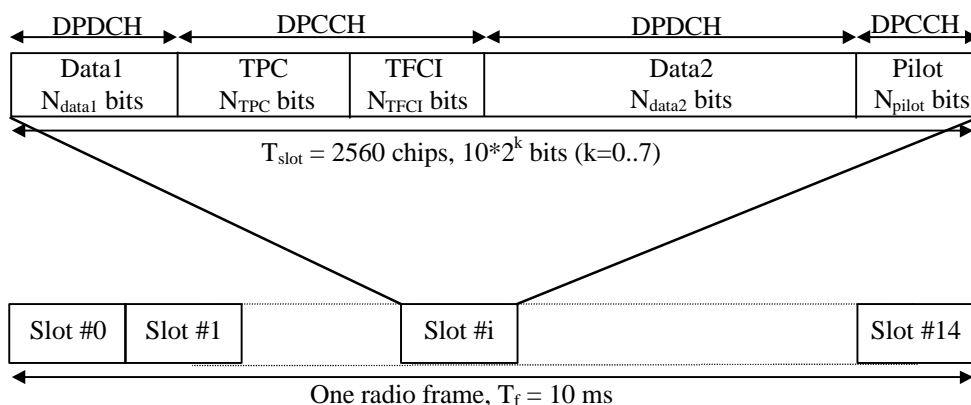 DPDCH DPCCH DPDCH DPCCH
Data1 TPC TFCI Data2 Pilot
N_data1 bits N_TPC bits N_TFCI bits N_data2 bits N_pilot bits
T_slot = 2560 chips, 10*2^k bits (k=0..7)
Slot #0 Slot #1 Slot #i Slot #14
One radio frame, T_f = 10 ms